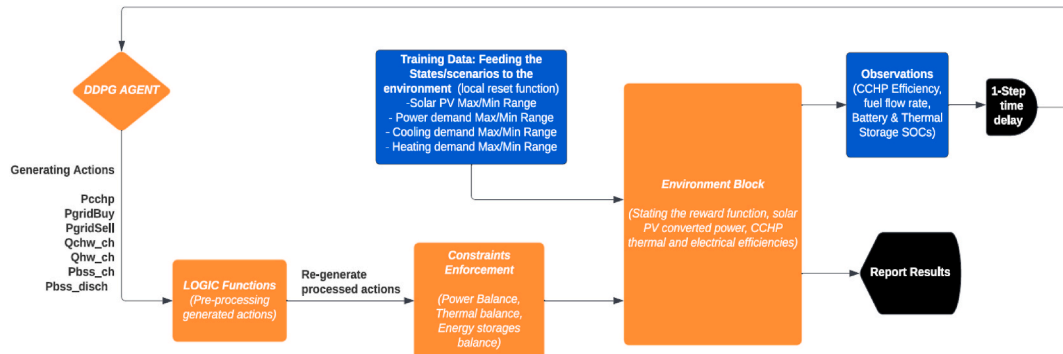 DDPG AGENT
Generating Actions
Pcchp
PgridBuy
PgridSell
Qchw_ch
Qhw_ch
Pbss_ch
Pbss_disch
LOGIC Functions
(Pre-processing
generated actions)
Re-generate
processed actions
Constraints
Enforcement
(Power Balance,
Thermal balance,
Energy storages
balance)
Training Data: Feeding the
States/scenarios to the
environment (local reset function)
-Solar PV Max/Min Range
- Power demand Max/Min Range
- Cooling demand Max/Min Range
- Heating demand Max/Min Range
Environment Block
(Stating the reward function, solar
PV converted power, CCHP
thermal and electrical efficiencies)
Observations
(CCHP Efficiency,
fuel flow rate,
Battery & Thermal
Storage SOCs)
1-Step
time
delay
Report Results